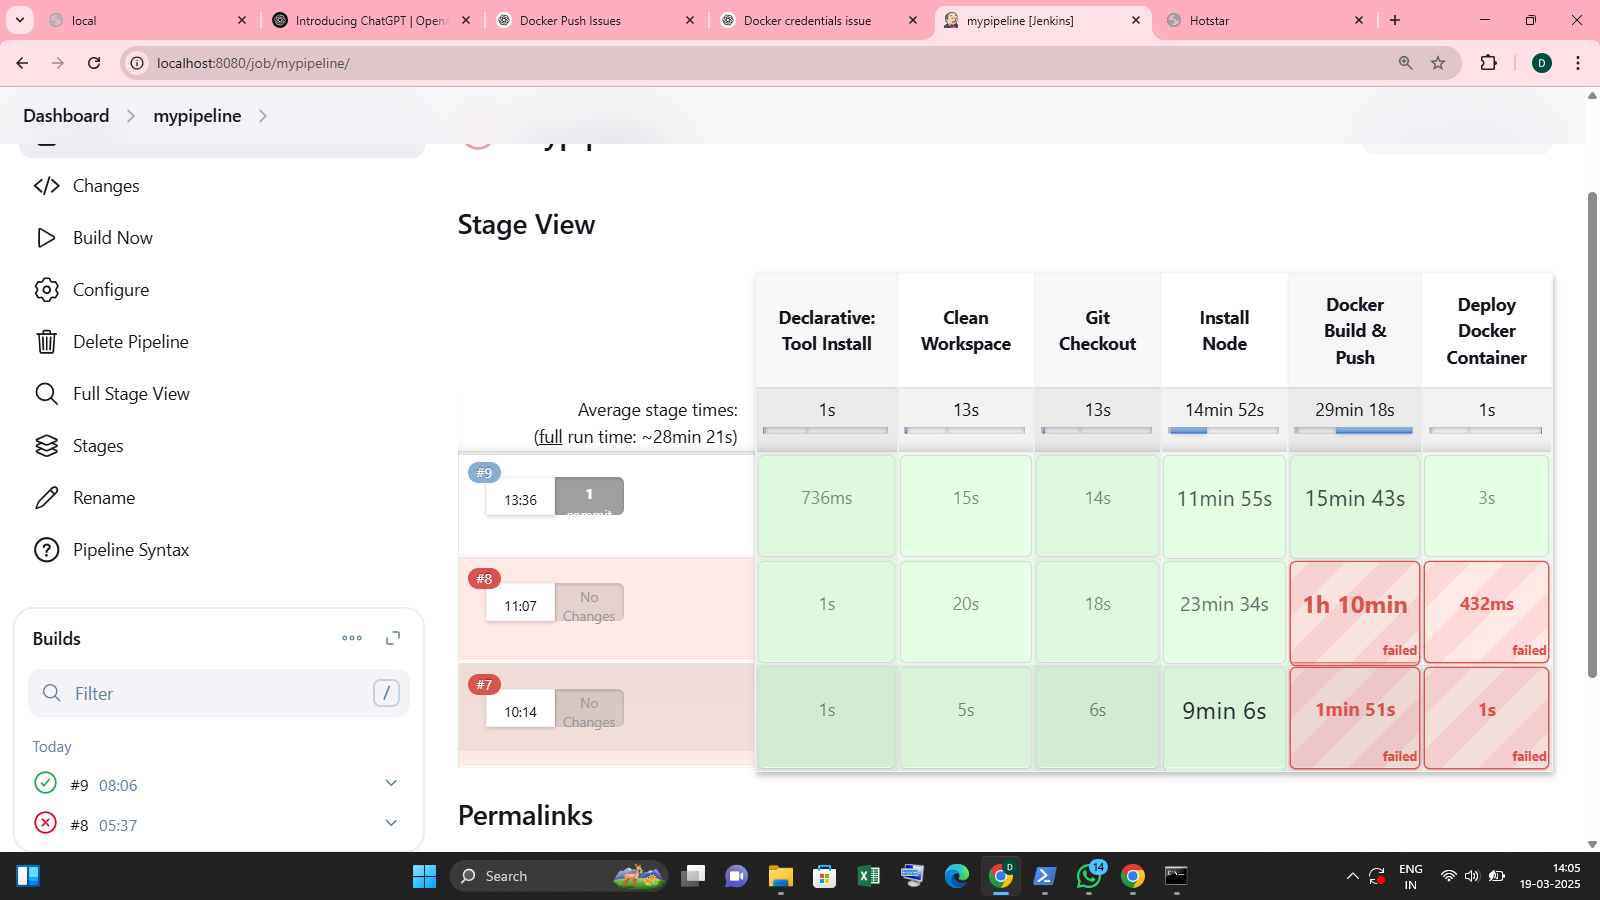 local
Introducing ChatGPT | OpenA
Docker Push Issues
Docker credentials issue
mypipeline [Jenkins]
Hotstar
localhost:8080/job/mypipeline/
D
Dashboard
mypipeline
Changes
Build Now
Configure
Delete Pipeline
Full Stage View
Stages
Rename
Pipeline Syntax
Builds
Filter
/
Today
#9 08:06
#8 05:37
Stage View
Declarative: Tool Install
Clean Workspace
Git Checkout
Install Node
Docker Build & Push
Deploy Docker Container
Average stage times:
(full run time: ~28min 21s)
1s
13s
13s
14min 52s
29min 18s
1s
#9
13:36
1 commit
736ms
15s
14s
11min 55s
15min 43s
3s
#8
11:07
No Changes
1s
20s
18s
23min 34s
1h 10min
failed
432ms
failed
#7
10:14
No Changes
1s
5s
6s
9min 6s
1min 51s
failed
1s
failed
Permalinks
Search
D
14
ENG
IN
14:05
19-03-2025